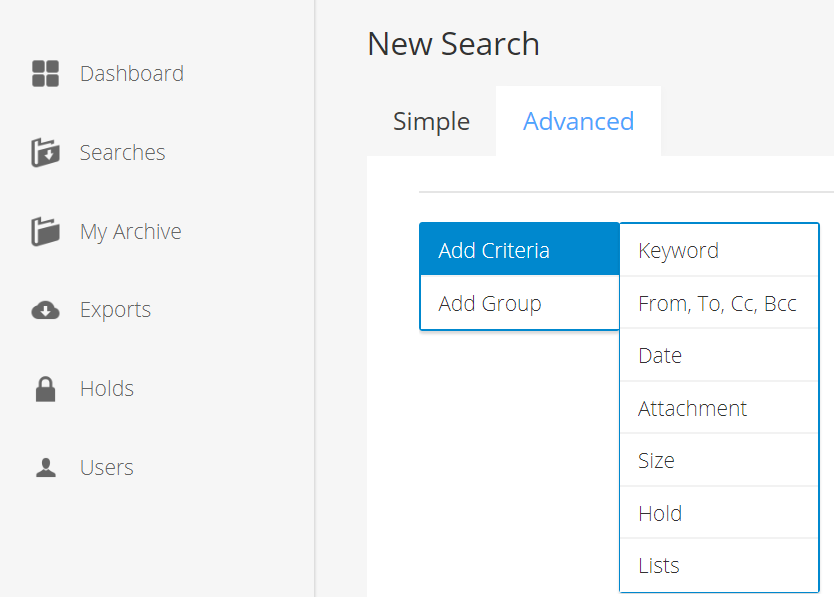 Dashboard
Searches
My Archive
Exports
Holds
Users
New Search
Simple
Advanced
Add Criteria
Add Group
Keyword
From, To, Cc, Bcc
Date
Attachment
Size
Hold
Lists